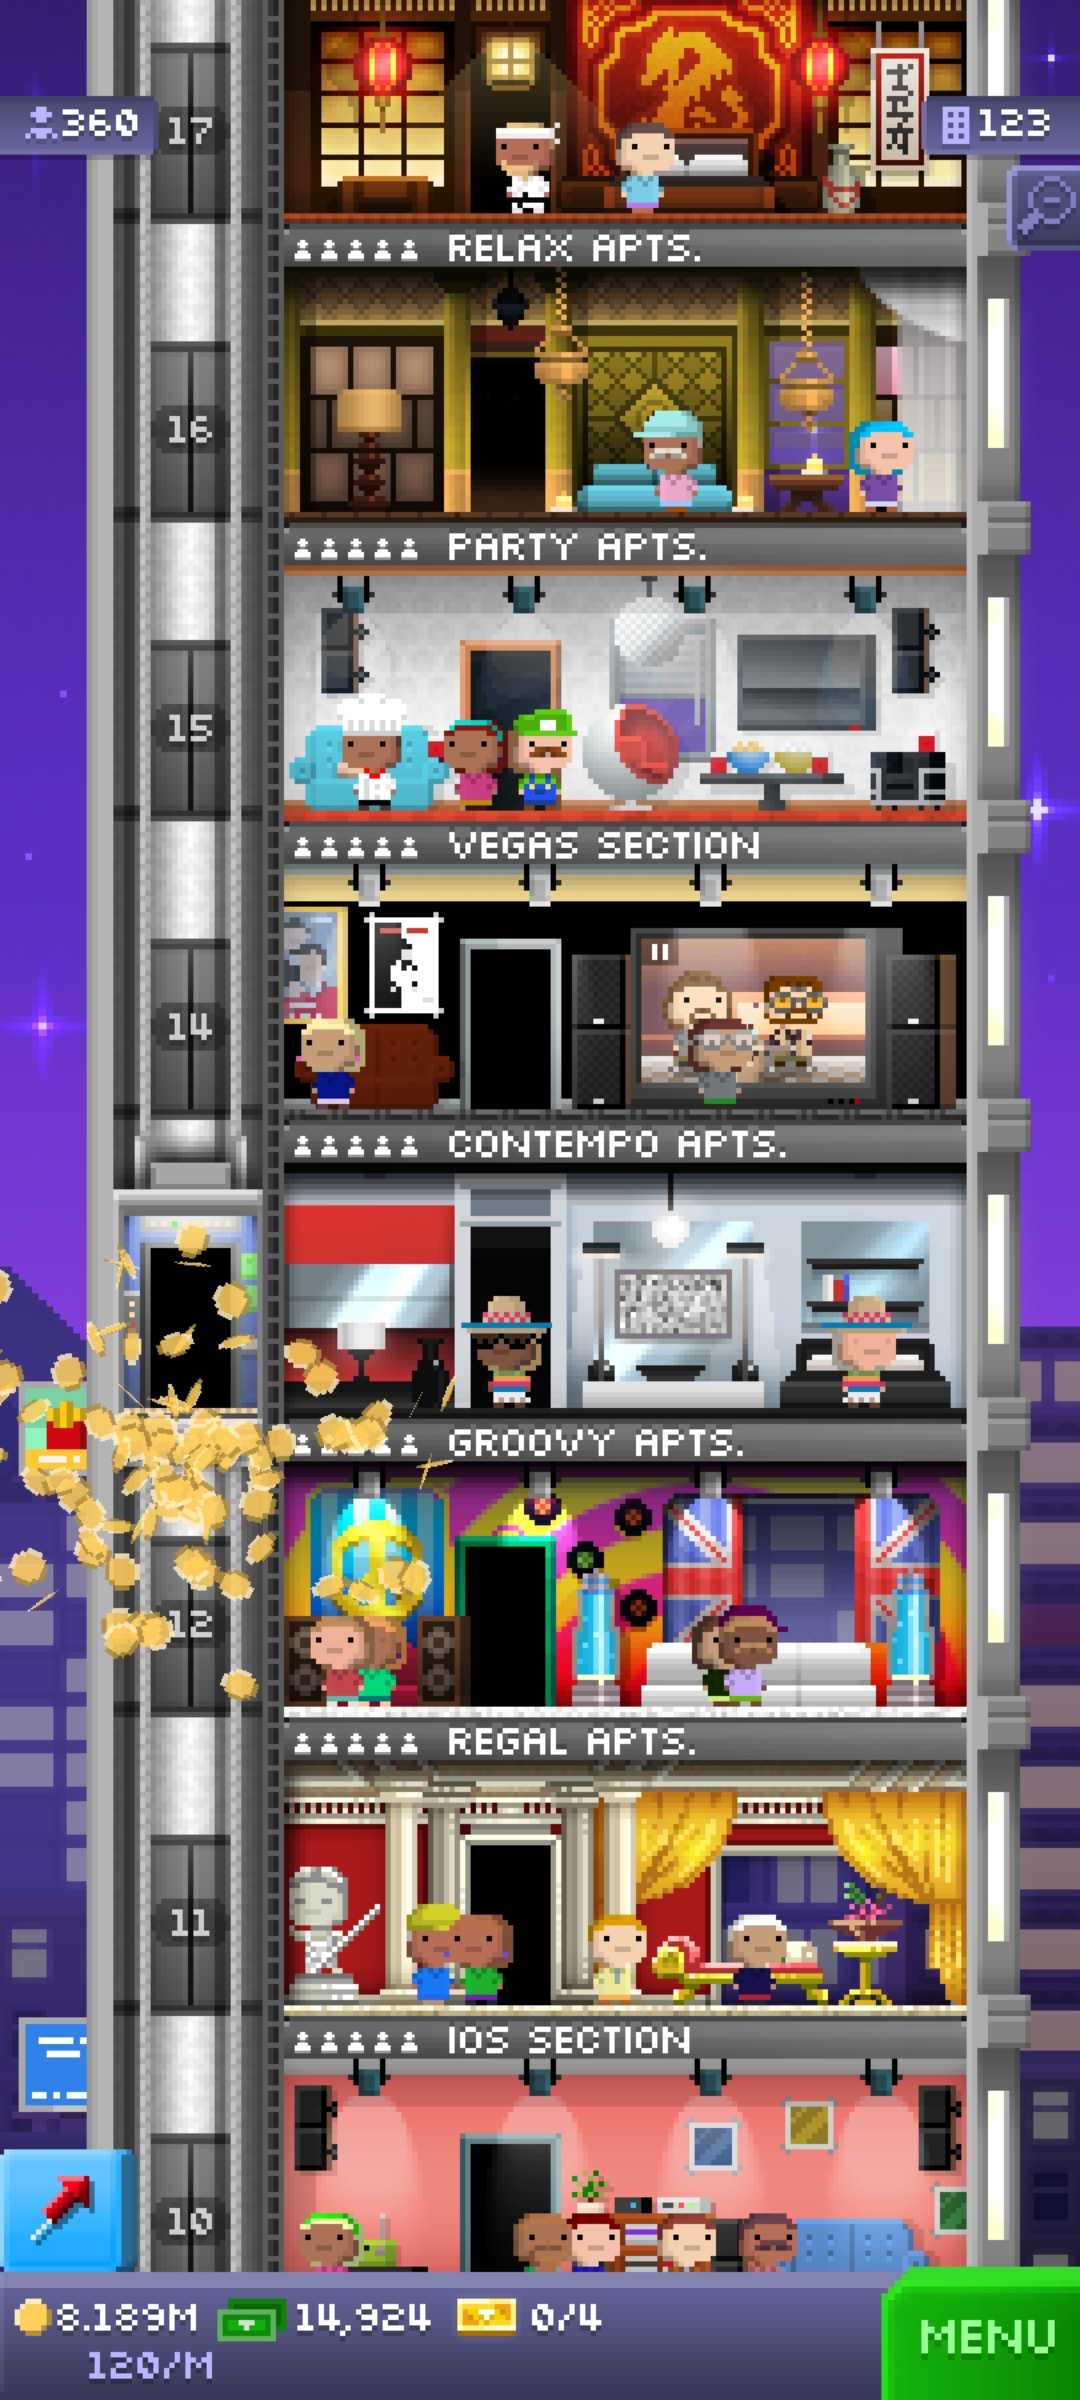 360
17
123
RELAX APTS.
16
PARTY APTS.
15
VEGAS SECTION
14
CONTEMPO APTS.
GROOVY APTS.
12
REGAL APTS.
11
IOS SECTION
10
8.189M
14,924
0/4
120/M
MENU